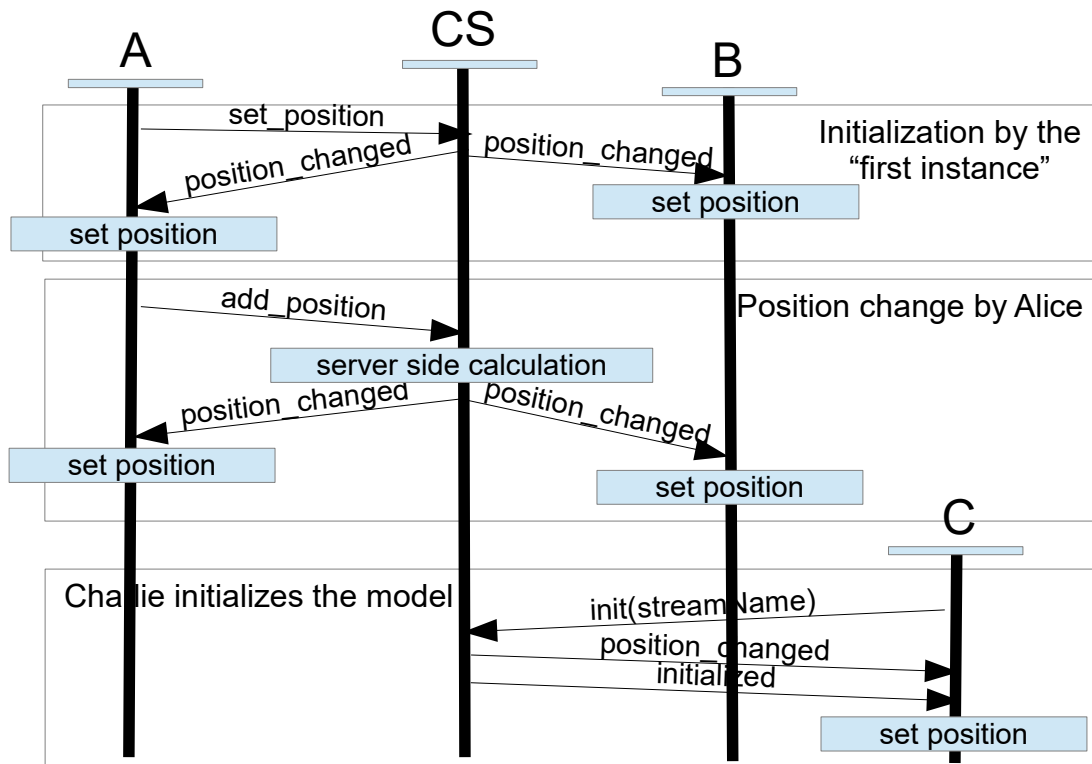 A
CS
B
set_position
position_changed
position_changed
Initialization by the
“first instance”
set position
set position
add_position
Position change by Alice
server side calculation
position_changed
position_changed
set position
set position
C
Charlie initializes the model
init(streamName)
position_changed
initialized
set position